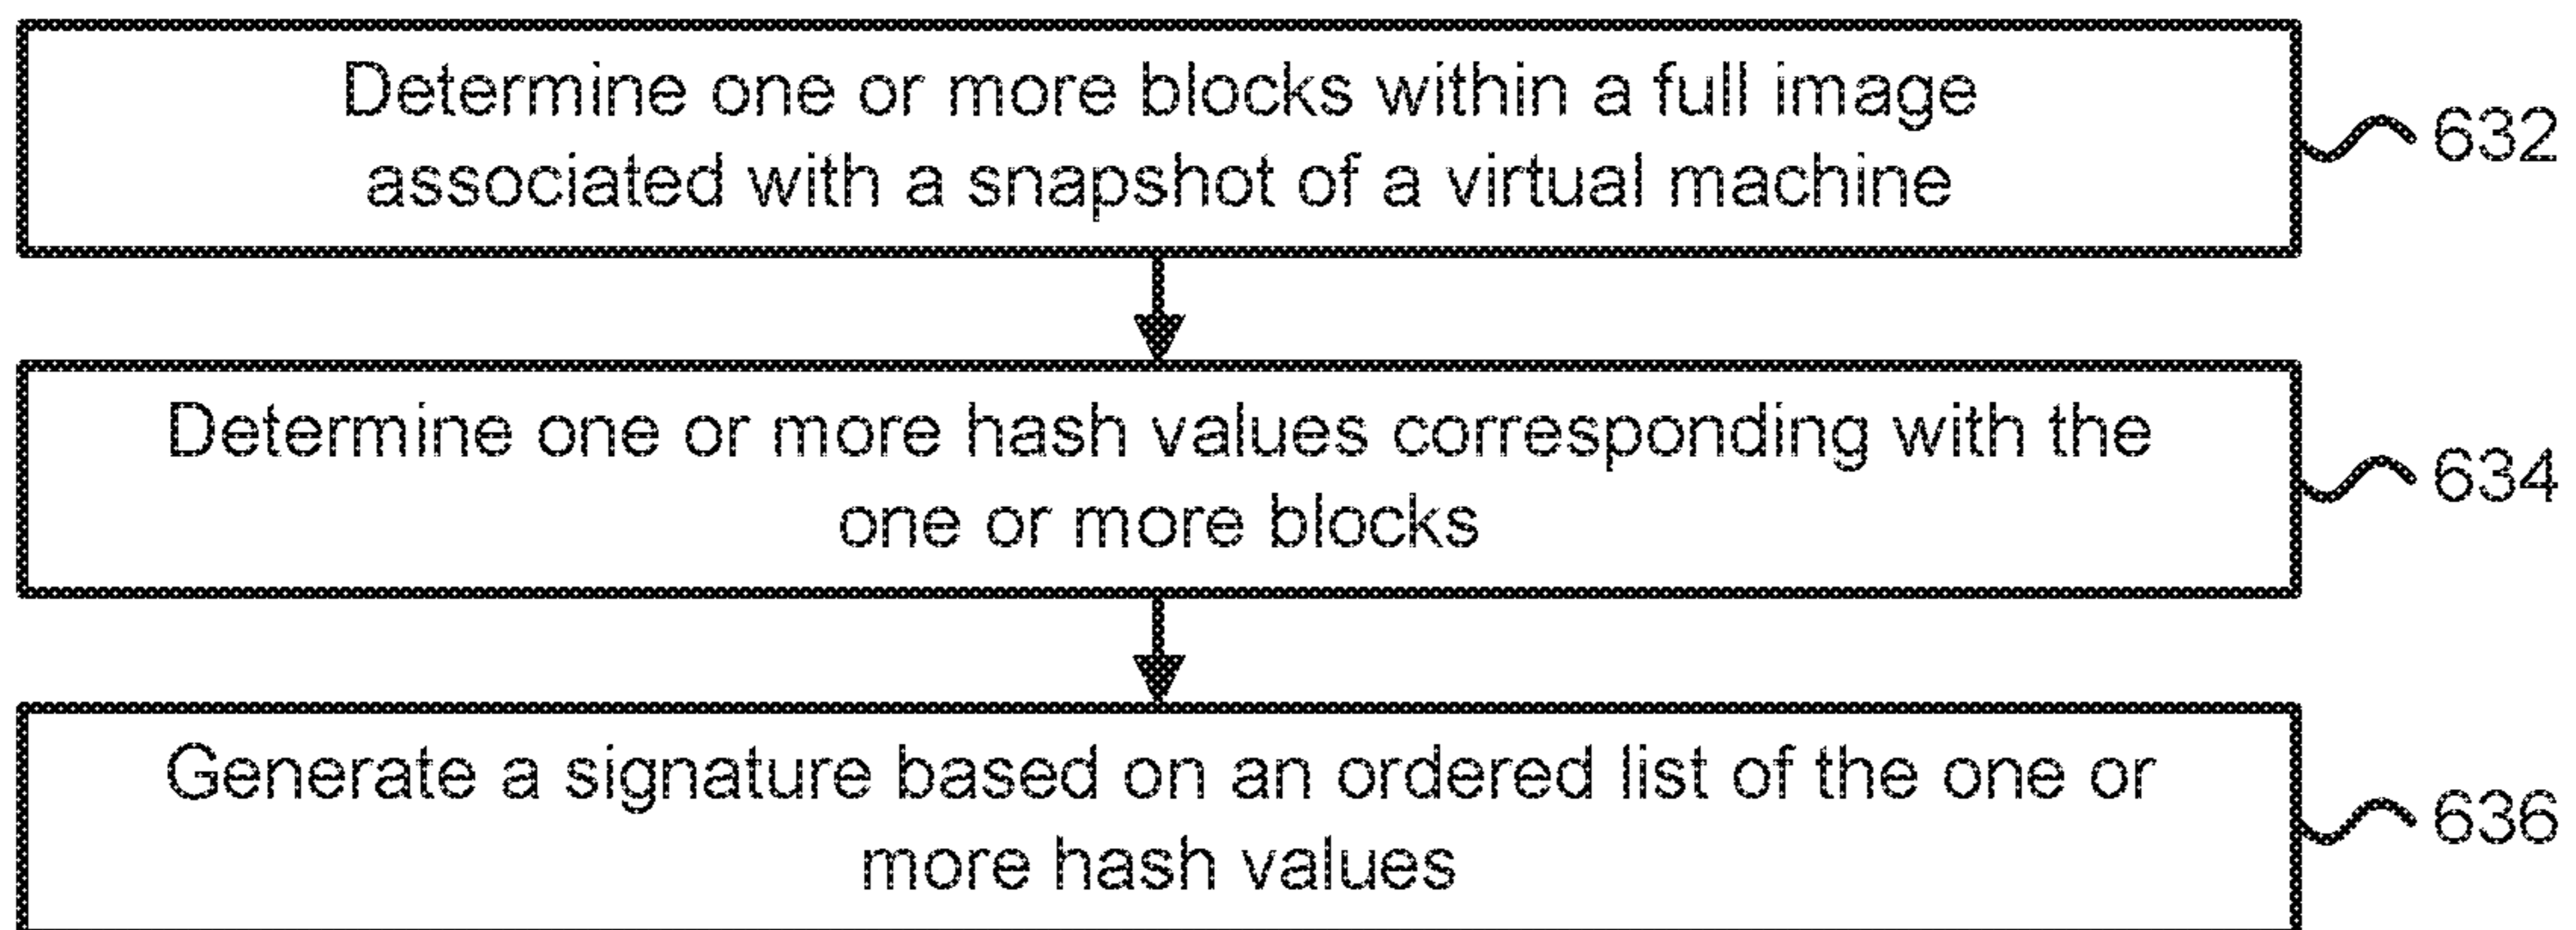 Determine one or more blocks within a full image
associated with a snapshot of a virtual machine
632
Determine one or more hash values corresponding with the
one or more blocks
634
Generate a signature based on an ordered list of the one or
more hash values
636